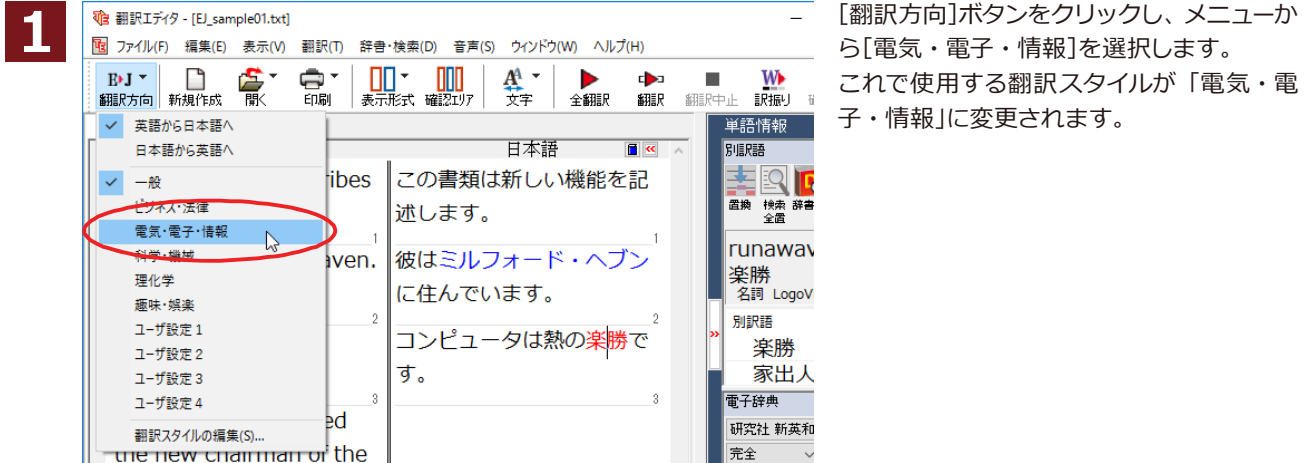 1
翻訳エディタ - [EJ_sample01.txt]
ファイル(F) 編集(E) 表示(V) 翻訳(T) 辞書・検索(D) 音声(S) ウィンドウ(W) ヘルプ(H)
E▸J
翻訳方向 新規作成 開く 印刷 表示形式 確認エリア 文字 全翻訳 翻訳 翻訳中止 訳振り
英語から日本語へ
日本語から英語へ
一般
ビジネス・法律
電気・電子・情報
科学・機械
理化学
趣味・娯楽
ユーザ設定 1
ユーザ設定 2
ユーザ設定 3
ユーザ設定 4
翻訳スタイルの編集(S)...
ibes
1
aven.
2
3
ed
the new chairman of the
日本語
この書類は新しい機能を記
述します。
1
彼はミルフォード・ヘブン
に住んでいます。
2
コンピュータは熱の楽勝で
す。
3
単語情報
別訳語
置換 検索 辞書
全置
runaway
楽勝
名詞 LogoV
別訳語
楽勝
家出人
電子辞典
研究社 新英和
完全
[翻訳方向]ボタンをクリックし、メニューか
ら[電気・電子・情報]を選択します。
これで使用する翻訳スタイルが「電気・電
子・情報」に変更されます。